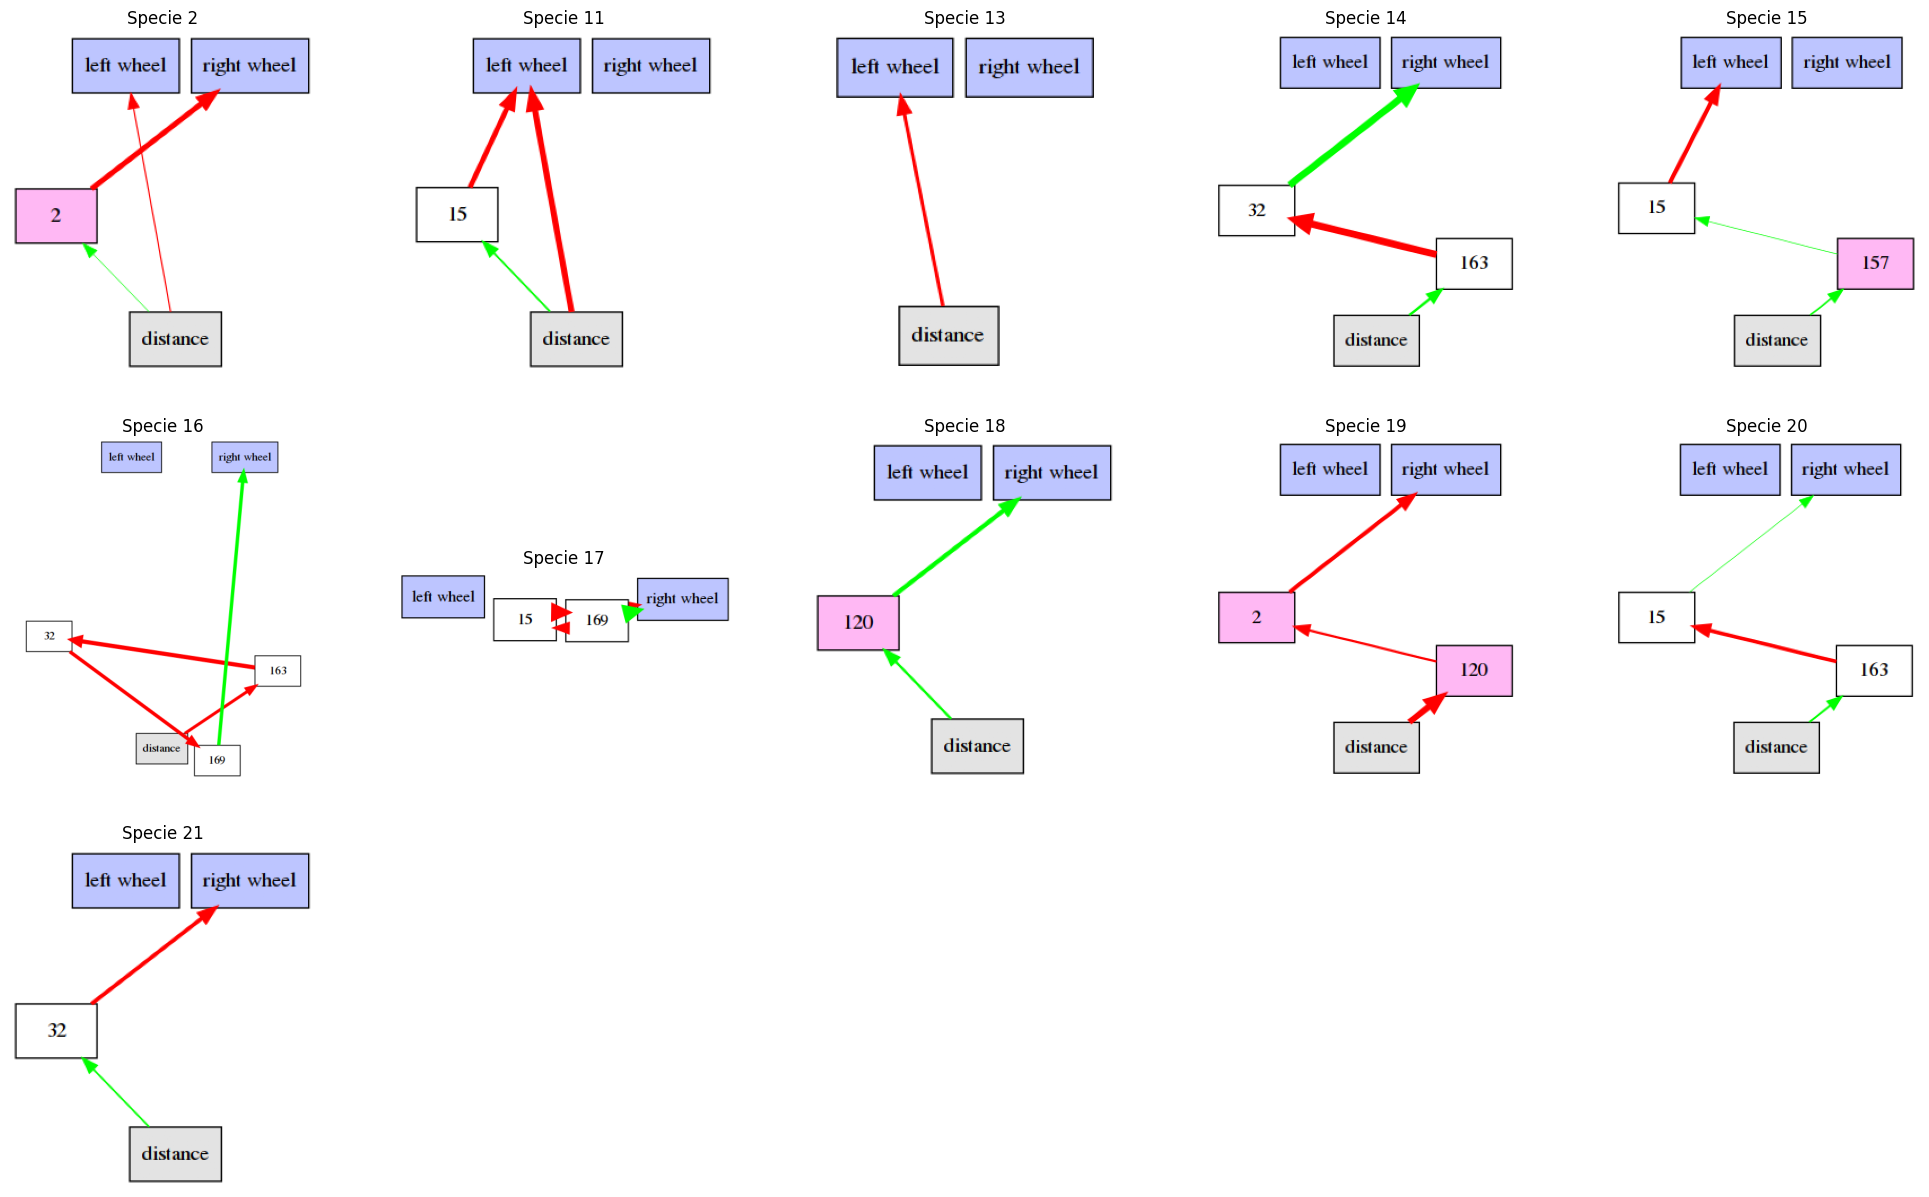 Specie 2
left wheel
right wheel
2
distance
Specie 11
left wheel
right wheel
15
distance
Specie 13
left wheel
right wheel
distance
Specie 14
left wheel
right wheel
32
163
distance
Specie 15
left wheel
right wheel
15
157
distance
Specie 16
left wheel
right wheel
32
163
distance
169
Specie 17
left wheel
15
169
right wheel
Specie 18
left wheel
right wheel
120
distance
Specie 19
left wheel
right wheel
2
120
distance
Specie 20
left wheel
right wheel
15
163
distance
Specie 21
left wheel
right wheel
32
distance